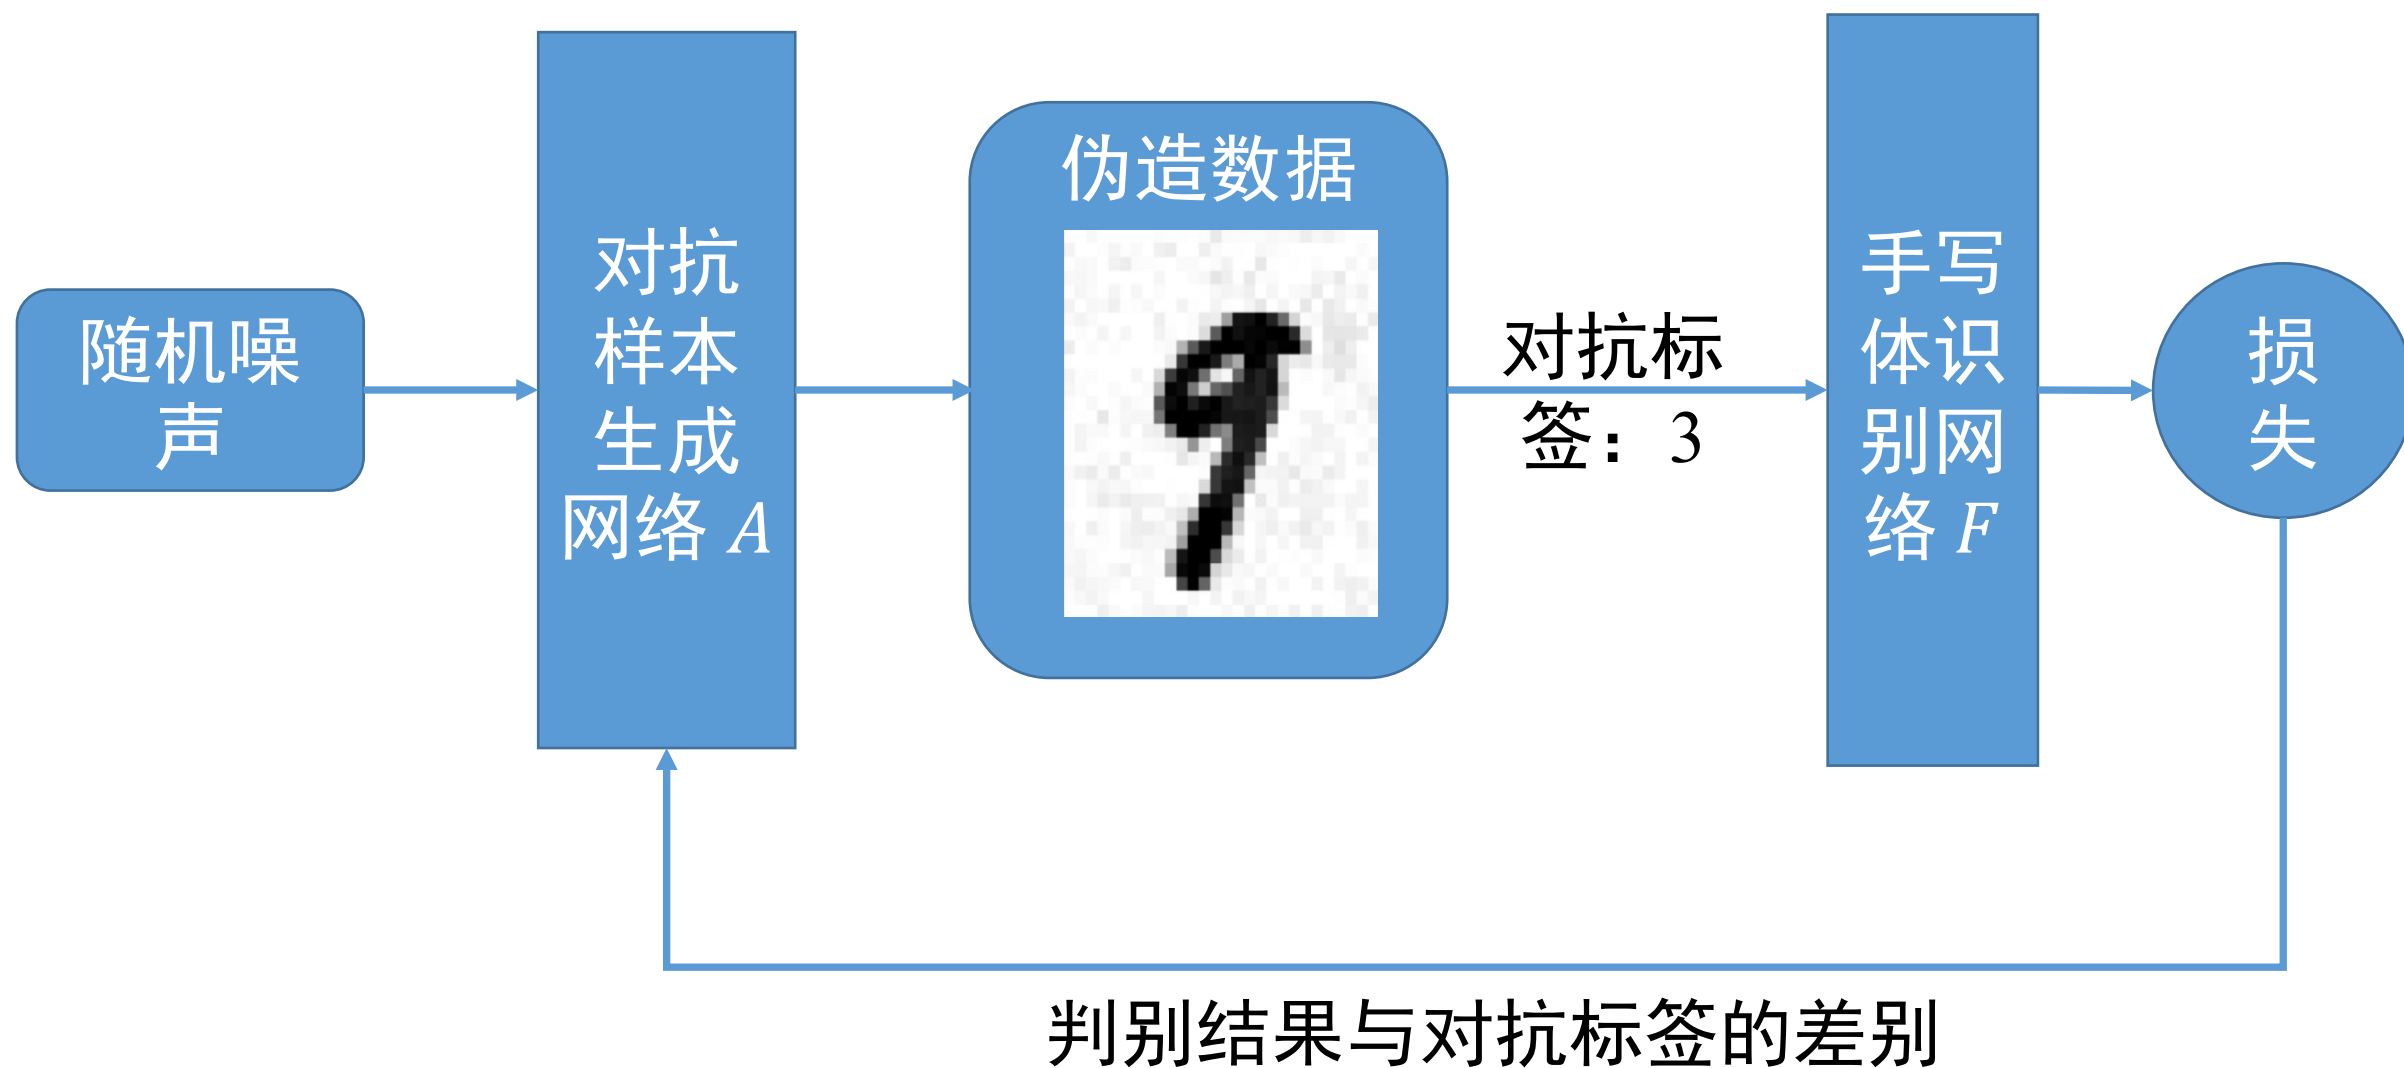 随机噪
声
对抗
样本
生成
网络 A
伪造数据
9
对抗标
签：3
手写
体识
别网
络 F
损
失
判别结果与对抗标签的差别